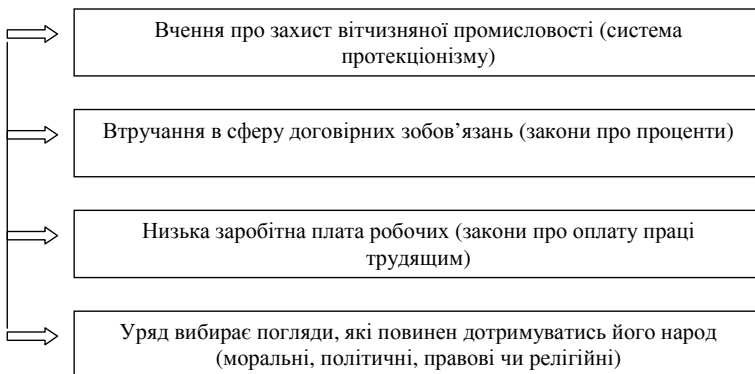 Вчення про захист вітчизняної промисловості (система
протекціонізму)
Втручання в сферу договірних зобов’язань (закони про проценти)
Низька заробітна плата робочих (закони про оплату праці
трудящим)
Уряд вибирає погляди, які повинен дотримуватись його народ
(моральні, політичні, правові чи релігійні)